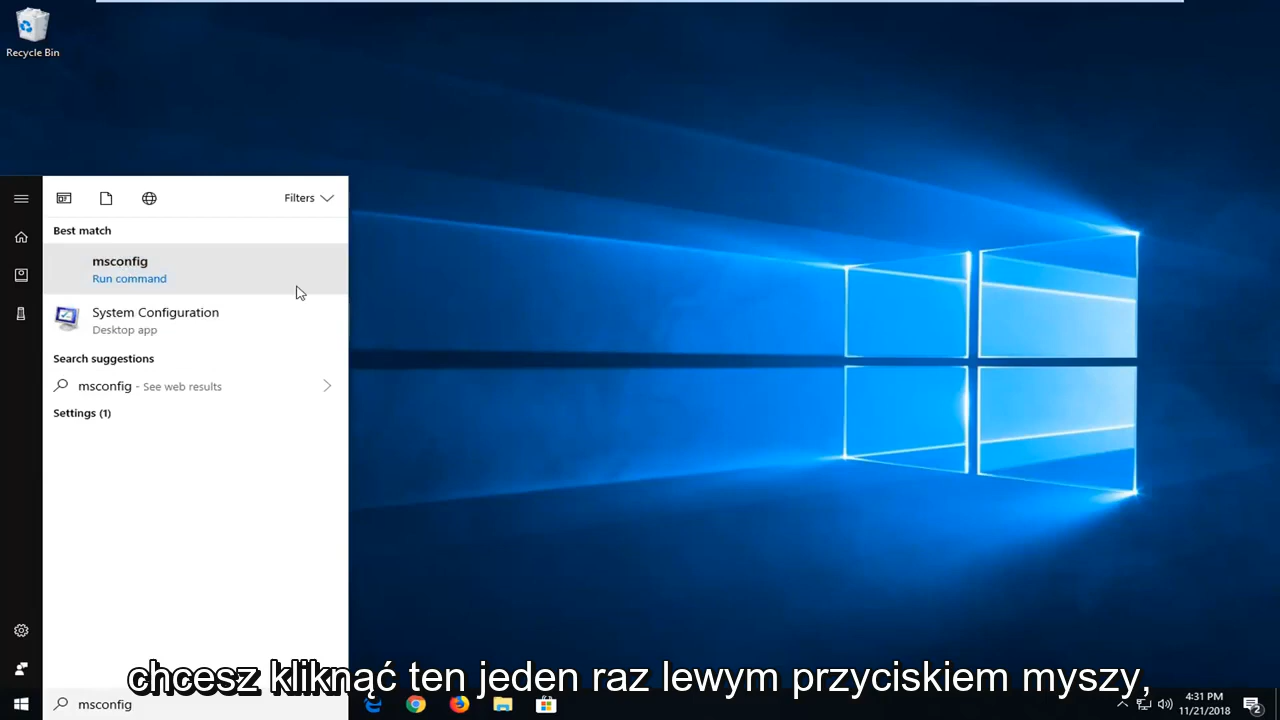 Recycle Bin
Filters
Best match
msconfig
Run command
System Configuration
Desktop app
Search suggestions
msconfig - See web results
Settings (1)
chcesz kliknąć ten jeden raz lewym przyciskiem myszy,
msconfig
4:31 PM
11/21/2018
2